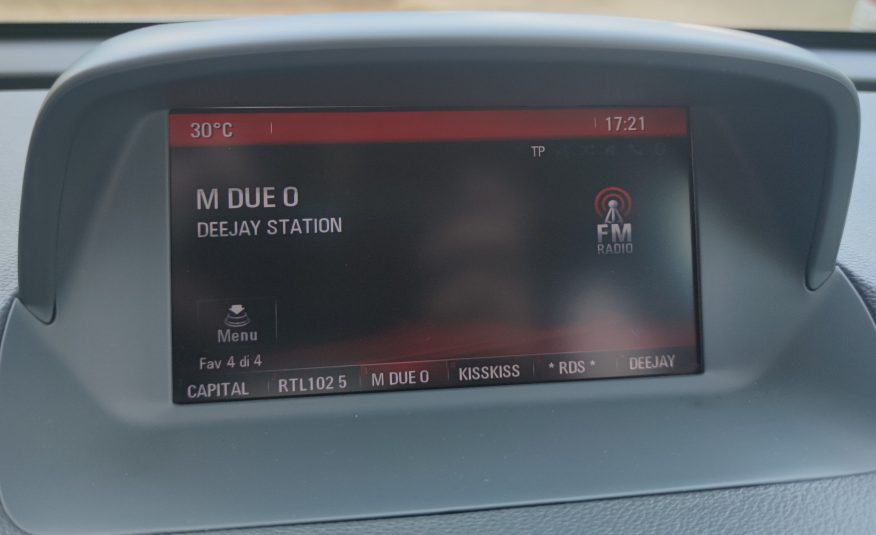 30°C 17:21
TP
M DUE O
DEEJAY STATION
FM
RADIO
Menu
Fav 4 di 4
CAPITAL RTL102 5 M DUE O KISSKISS * RDS * DEEJAY